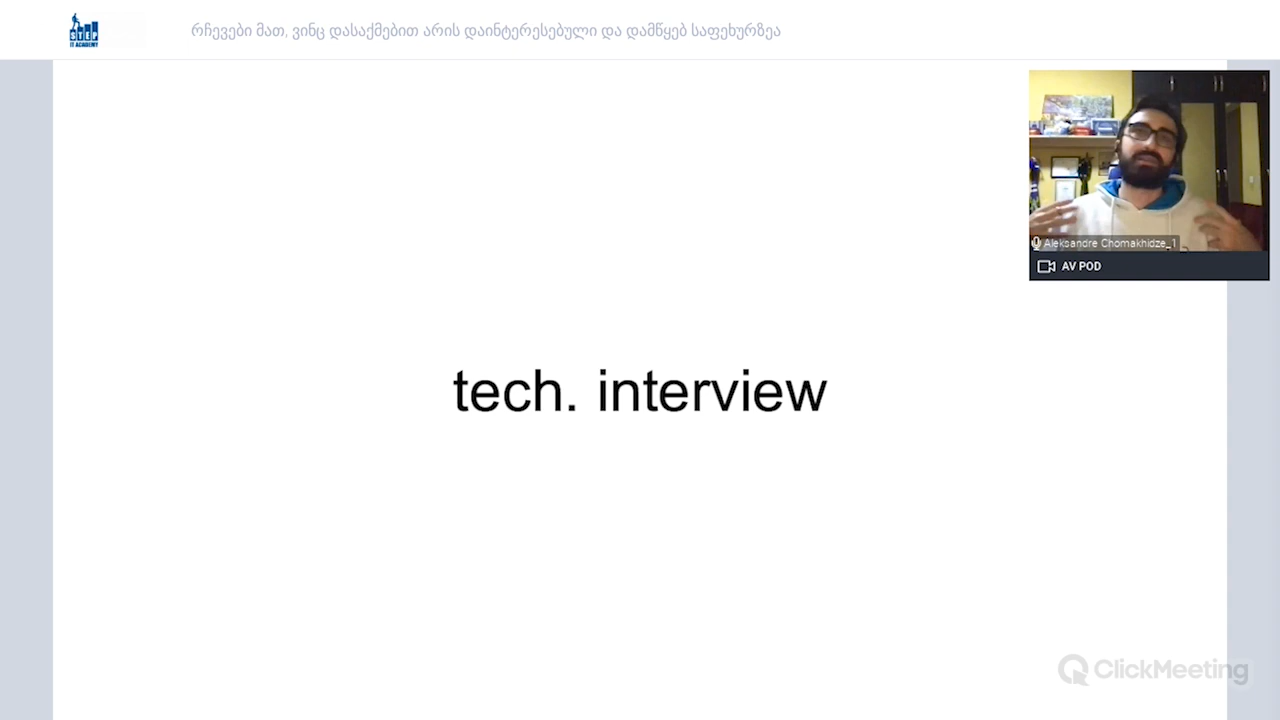 STEP
IT ACADEMY
რჩევები მათ, ვინც დასაქმებით არის დაინტერესებული და დამწყებ საფეხურზეა
Aleksandre Chomakhidze_1
AV POD
tech. interview
ClickMeeting